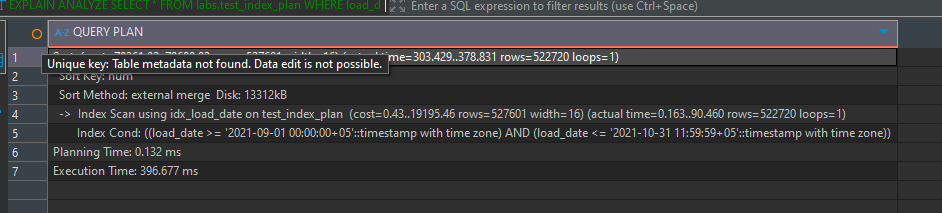 EXPLAIN ANALYZE SELECT * FROM labs.test_index_plan WHERE load_d
Enter a SQL expression to filter results (use Ctrl+Space)
A-Z QUERY PLAN
1 time=303.429..378.831 rows=522720 loops=1)
Unique key: Table metadata not found. Data edit is not possible.
2 Sort Key: num
3 Sort Method: external merge Disk: 13312kB
4 -> Index Scan using idx_load_date on test_index_plan (cost=0.43..19195.46 rows=527601 width=16) (actual time=0.163..90.460 rows=522720 loops=1)
5 Index Cond: ((load_date >= '2021-09-01 00:00:00+05'::timestamp with time zone) AND (load_date <= '2021-10-31 11:59:59+05'::timestamp with time zone))
6 Planning Time: 0.132 ms
7 Execution Time: 396.677 ms